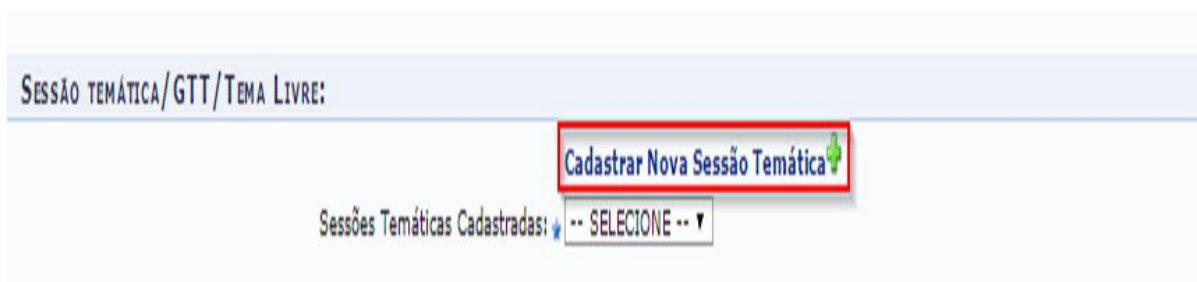 Sessão temática/GTT/Tema Livre:
Cadastrar Nova Sessão Temática
Sessões Temáticas Cadastradas: -- SELECIONE --